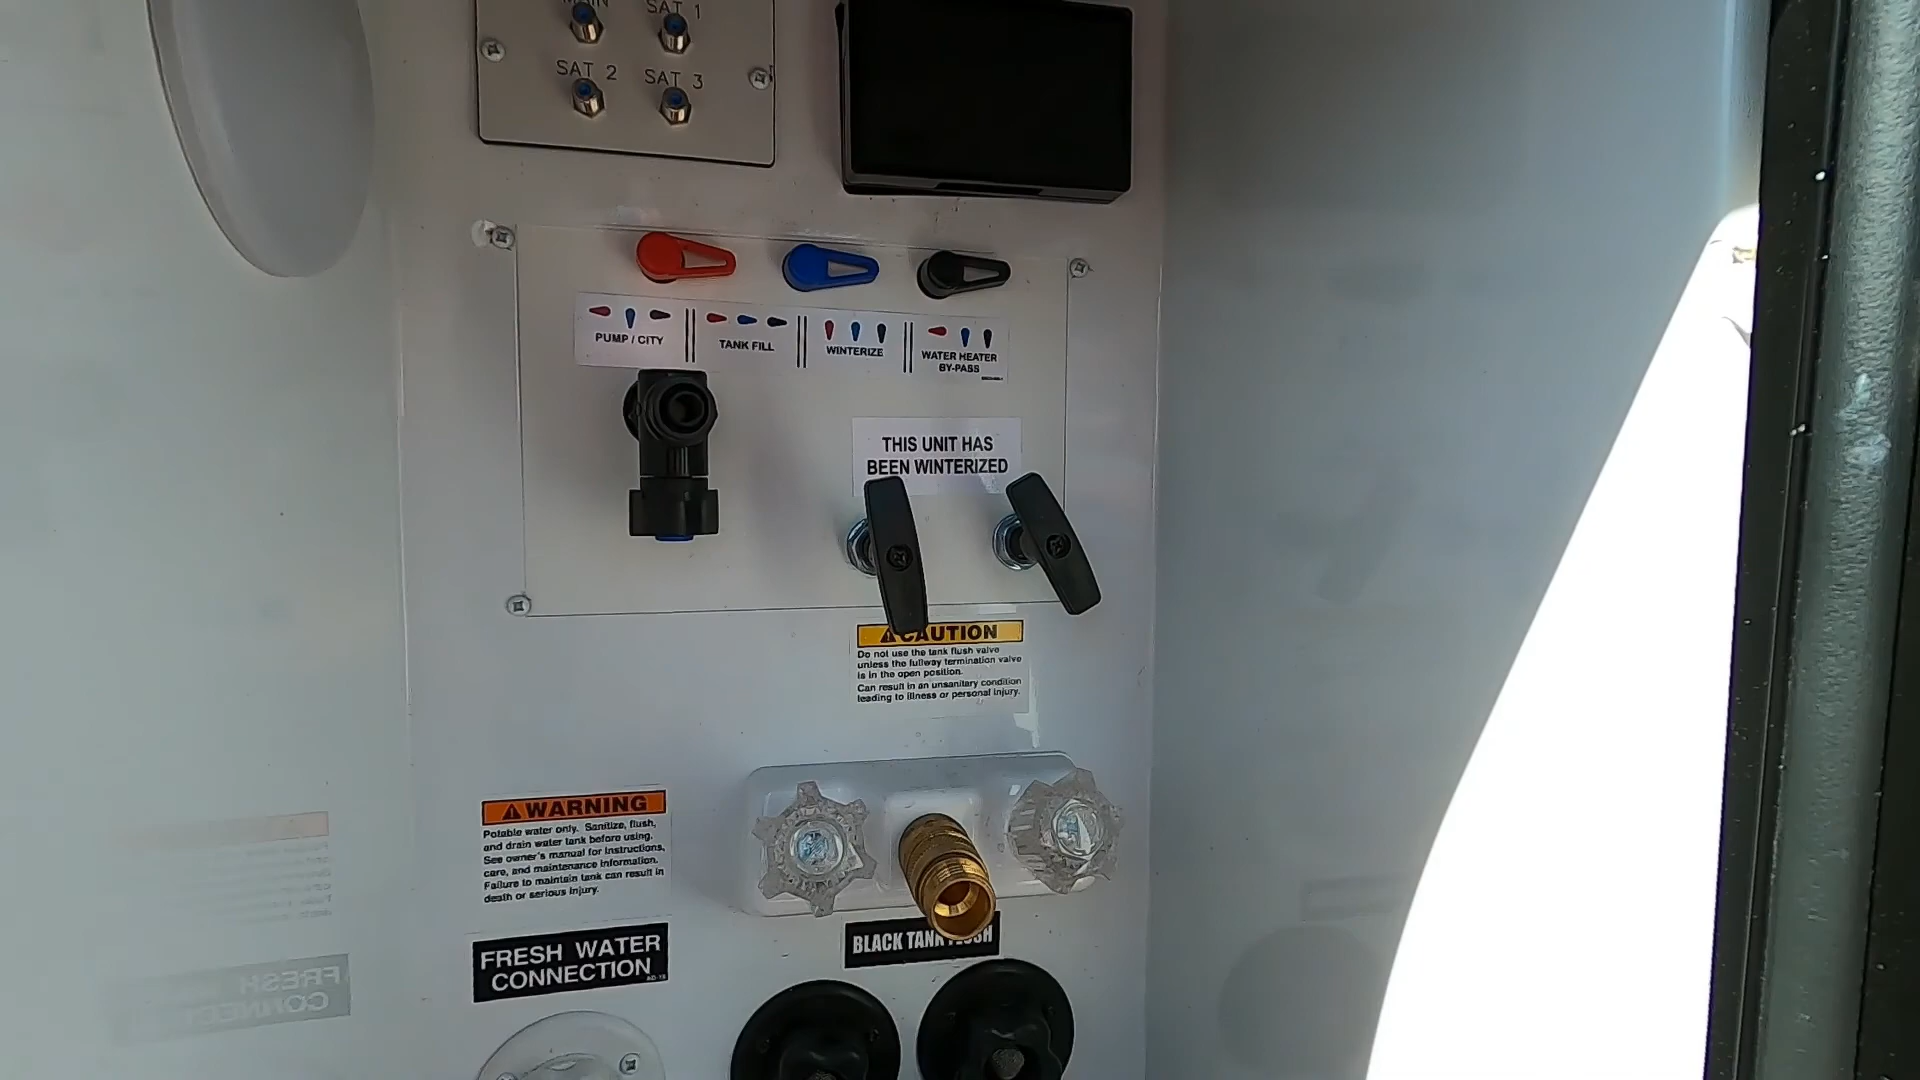 MAIN
SAT 1
SAT 2
SAT 3
PUMP / CITY
TANK FILL
WINTERIZE
WATER HEATER
BY-PASS
THIS UNIT HAS
BEEN WINTERIZED
CAUTION
Do not use the tank flush valve
unless the fullway termination valve
is in the open position.
Can result in an unsanitary condition
leading to illness or personal injury.
WARNING
Potable water only. Sanitize, flush,
and drain water tank before using.
See owner's manual for instructions,
care, and maintenance information.
Failure to maintain tank can result in
death or serious injury.
FRESH WATER
CONNECTION
BLACK TANK FLUSH